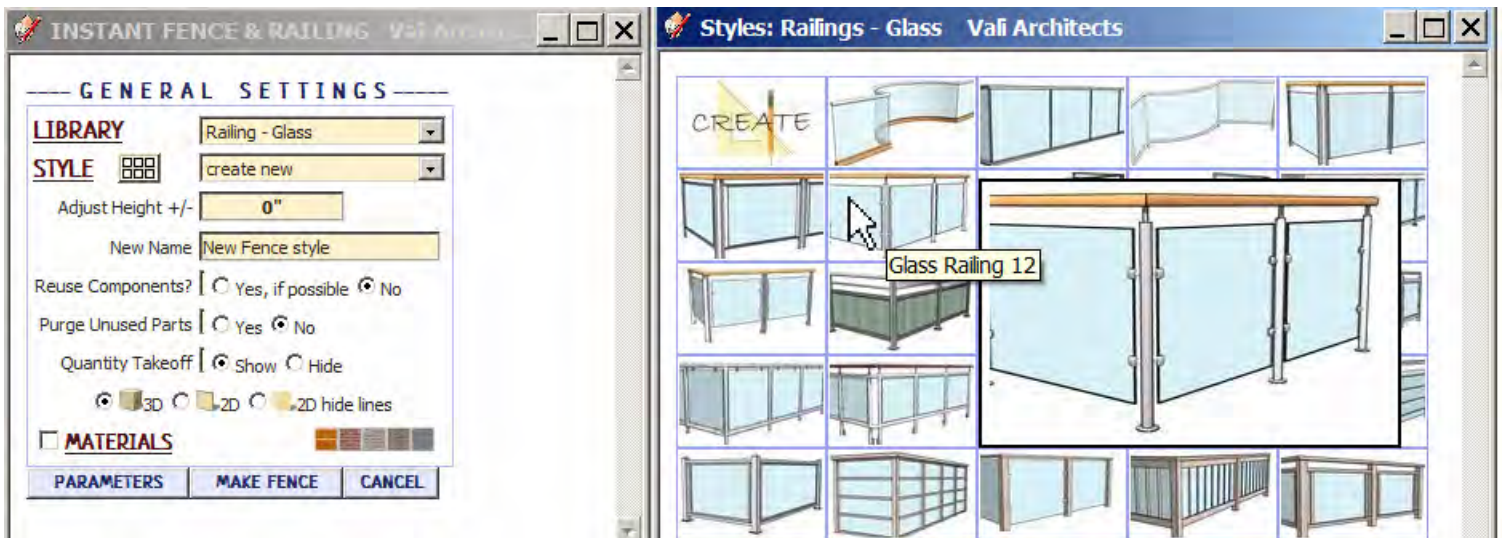 INSTANT FENCE & RAILING Vali
GENERAL SETTINGS
LIBRARY Railing - Glass
STYLE create new
Adjust Height +/- 0"
New Name New Fence style
Reuse Components? Yes, if possible No
Purge Unused Parts Yes No
Quantity Takeoff Show Hide
3D 2D 2D hide lines
MATERIALS
PARAMETERS MAKE FENCE CANCEL
Styles: Railings - Glass Vali Architects
CREATE
Glass Railing 12